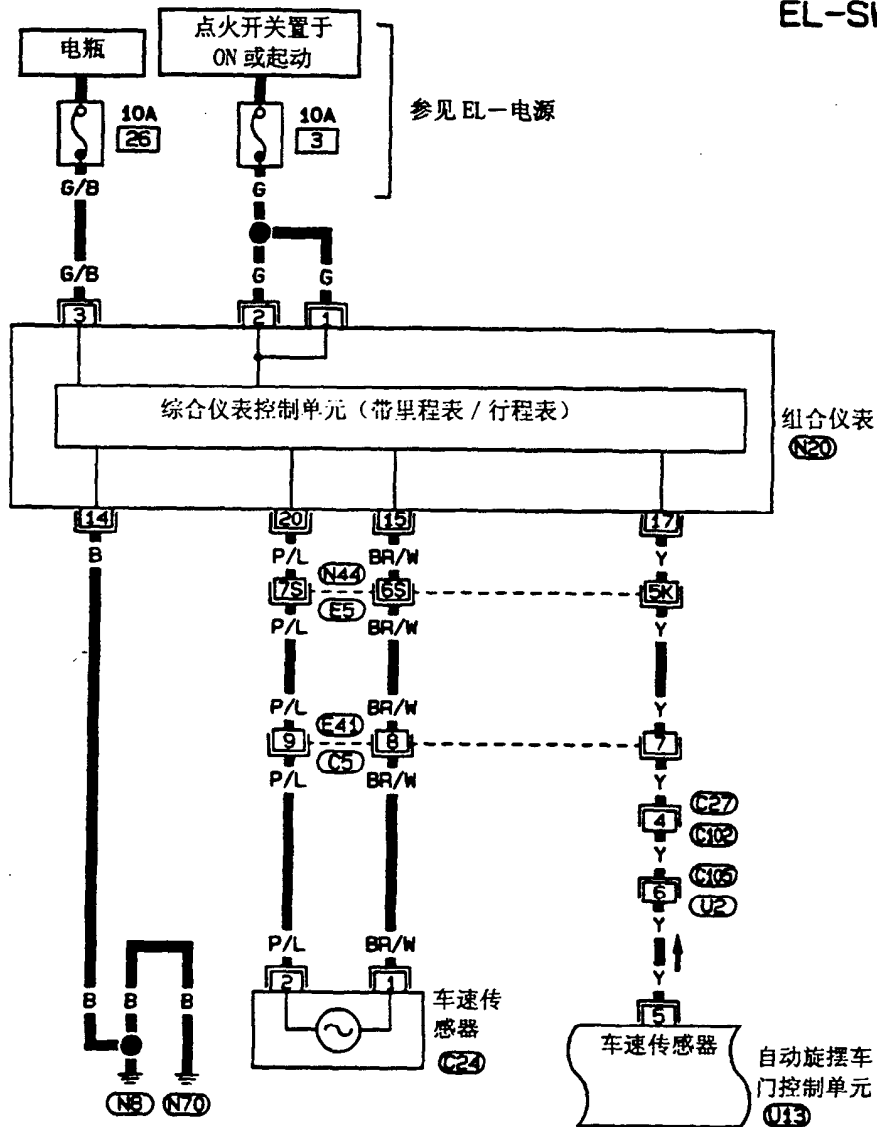 EL-S
电瓶
点火开关置于
ON 或起动
10A
26
10A
3
参见 EL－电源
G/B
G
G/B
G
G
3
2
1
综合仪表控制单元（带里程表 / 行程表）
组合仪表
N20
14
20
15
17
B
P/L
BR/W
Y
7S
N44
6S
5K
E5
P/L
BR/W
Y
P/L
BR/W
Y
9
E41
8
7
C5
P/L
BR/W
Y
4
C27
C102
Y
6
C105
U2
Y
P/L
BR/W
Y
2
1
5
B
B
B
车速传
感器
C24
车速传感器
自动旋摆车
门控制单元
U13
N8
N70